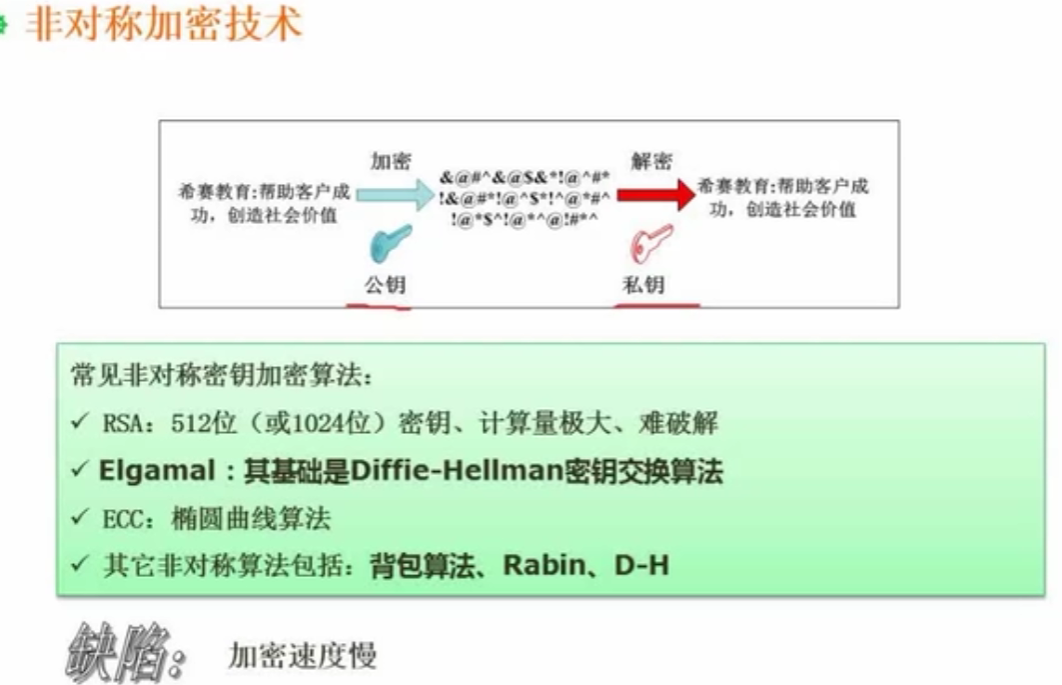 非对称加密技术
加密
解密
希赛教育:帮助客户成
功，创造社会价值
&@#^&@$&*!@^#*
!&@#*!@^$*!^@*#^
!@*$^!@*^@!#*^
希赛教育:帮助客户成
功，创造社会价值
公钥
私钥
常见非对称密钥加密算法：
✓ RSA：512位（或1024位）密钥、计算量极大、难破解
✓ Elgamal：其基础是Diffie-Hellman密钥交换算法
✓ ECC：椭圆曲线算法
✓ 其它非对称算法包括：背包算法、Rabin、D-H
缺陷：
加密速度慢